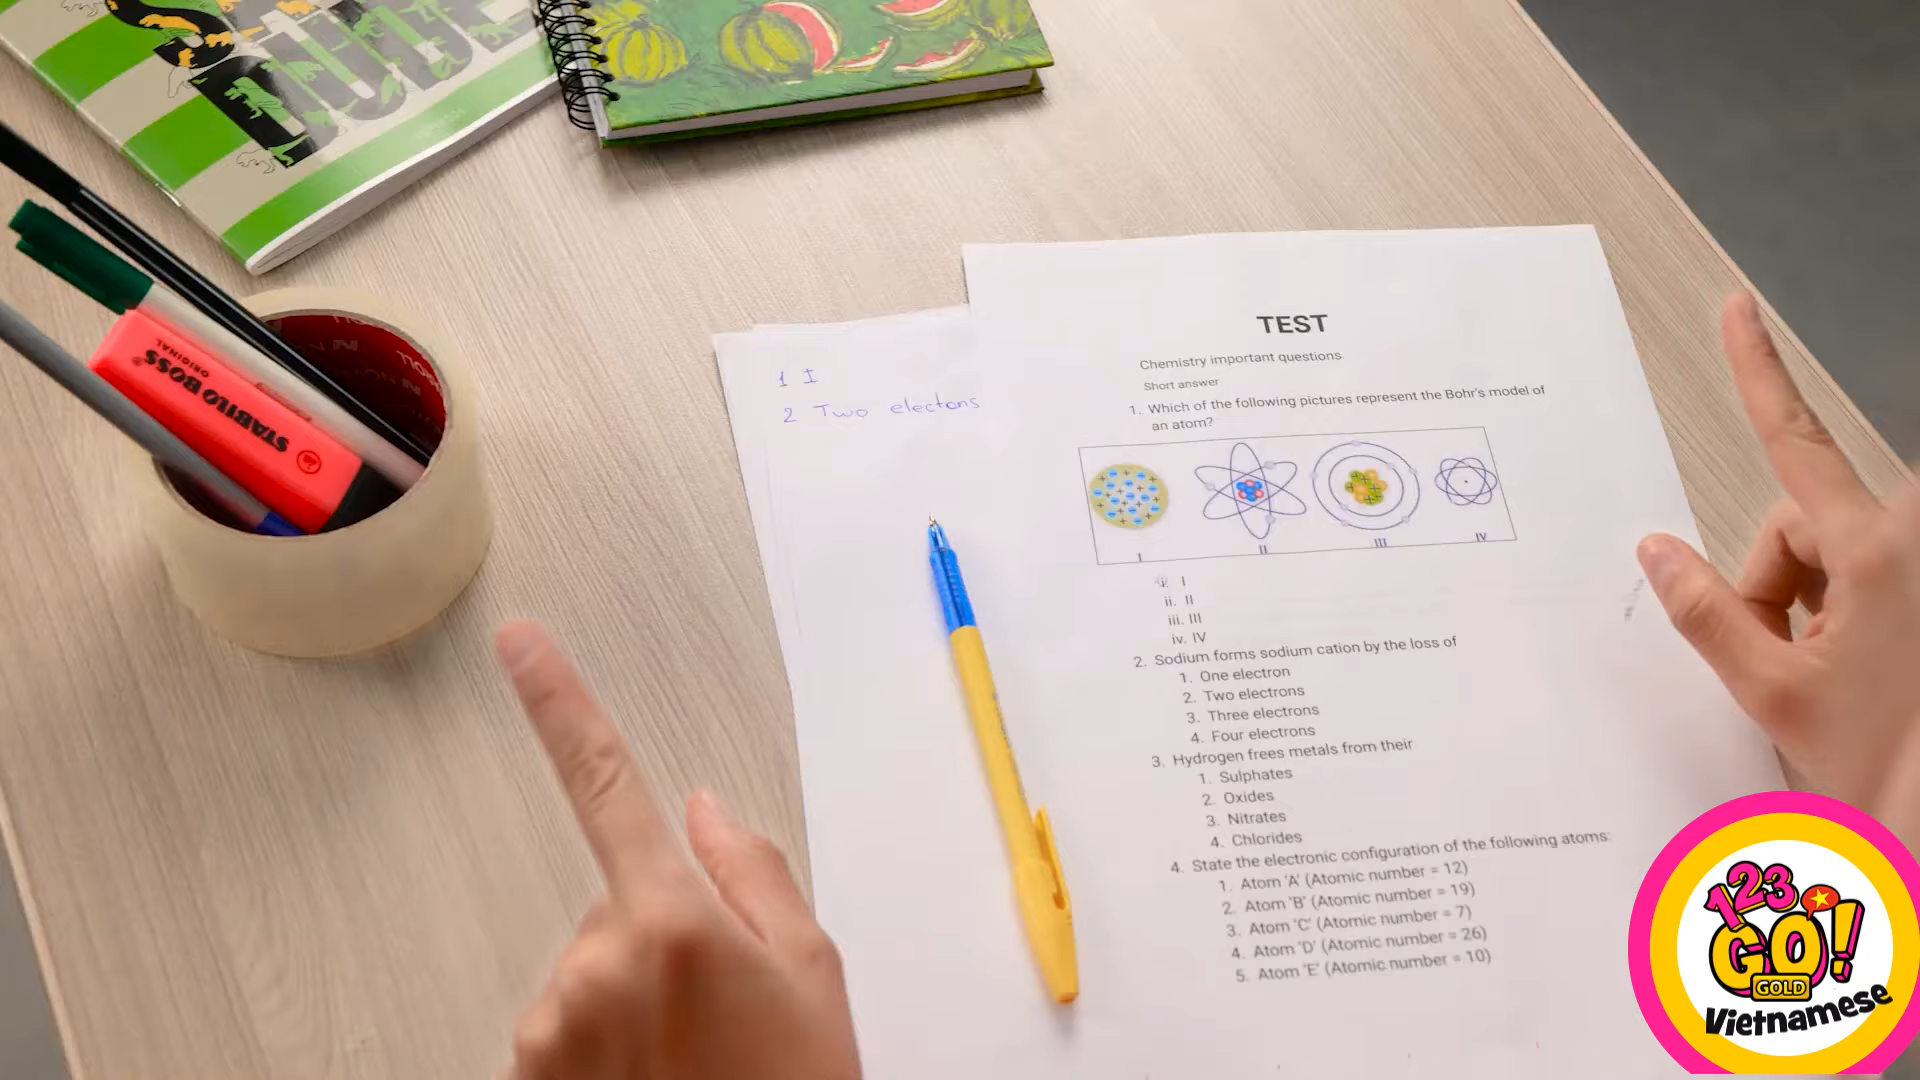 STABILO BOSS
ORIGINAL
1 I
2 Two electons
TEST
Chemistry important questions
Short answer
1. Which of the following pictures represent the Bohr's model of
an atom?
I II III IV
i. I
ii. II
iii. III
iv. IV
2. Sodium forms sodium cation by the loss of
1. One electron
2. Two electrons
3. Three electrons
4. Four electrons
3. Hydrogen frees metals from their
1. Sulphates
2. Oxides
3. Nitrates
4. Chlorides
4. State the electronic configuration of the following atoms:
1. Atom 'A' (Atomic number = 12)
2. Atom 'B' (Atomic number = 19)
3. Atom 'C' (Atomic number = 7)
4. Atom 'D' (Atomic number = 26)
5. Atom 'E' (Atomic number = 10)
123
GO!
GOLD
Vietnamese